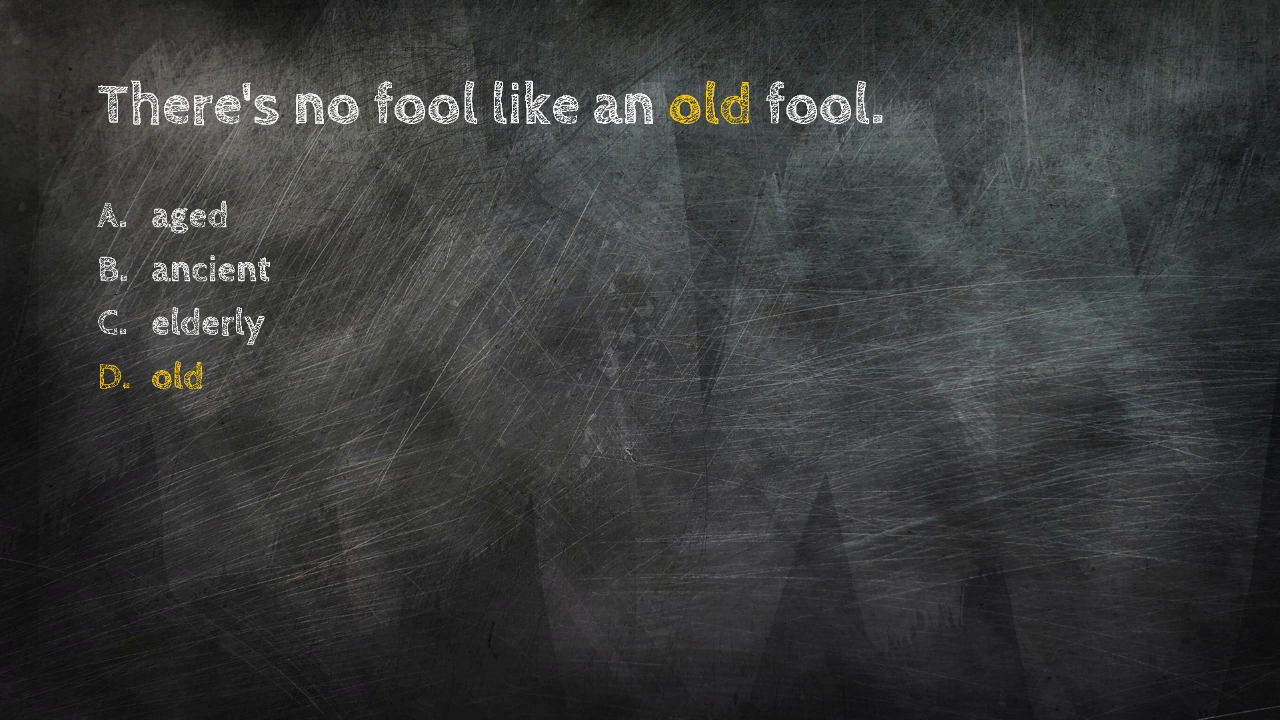 There's no fool like an old fool.
A. aged
B. ancient
C. elderly
D. old